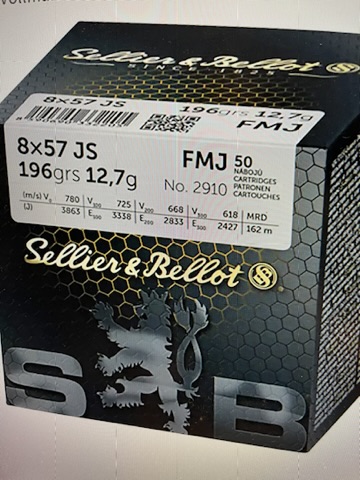 Sellier & Bellot
SINCE 1825
8x57 JS
196grs 12,7g
FMJ
8x57 JS
196grs 12,7g
FMJ 50
No. 2910
NÁBOJŮ
CARTRIDGES
PATRONEN
CARTOUCHES
(m/s) V0 780 V100 725 V200 668 V300 618 MRD
(J) 3863 E100 3338 E200 2833 E300 2427 162 m
Sellier & Bellot
S B